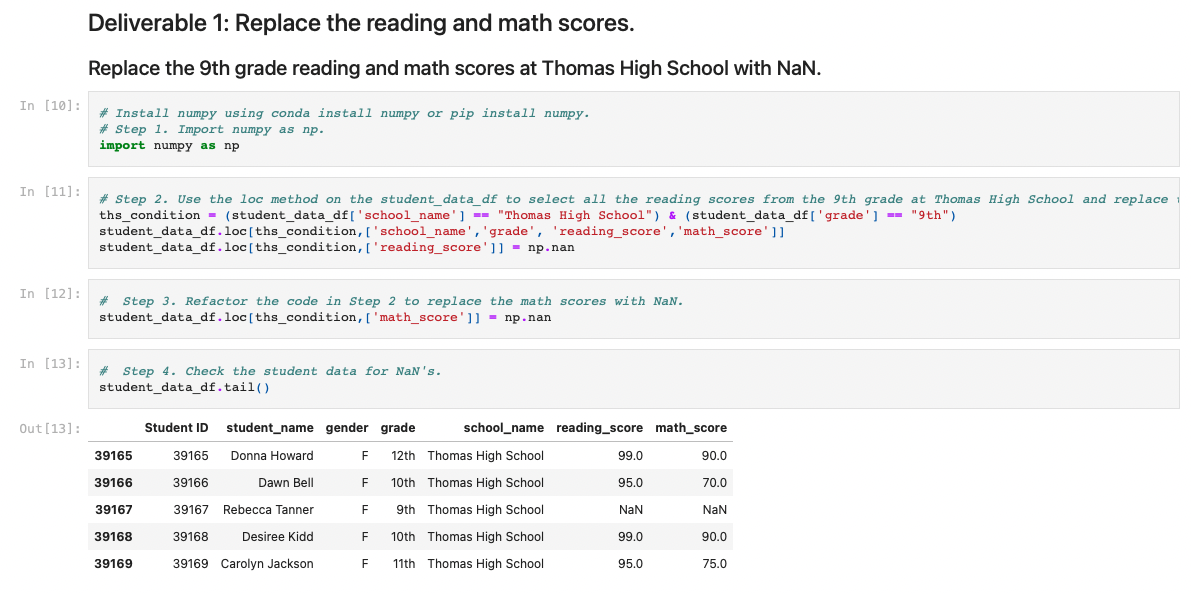 Deliverable 1: Replace the reading and math scores.
Replace the 9th grade reading and math scores at Thomas High School with NaN.
In [10]:
# Install numpy using conda install numpy or pip install numpy.
# Step 1. Import numpy as np.
import numpy as np
In [11]:
# Step 2. Use the loc method on the student_data_df to select all the reading scores from the 9th grade at Thomas High School and replace
ths_condition = (student_data_df['school_name'] == "Thomas High School") & (student_data_df['grade'] == "9th")
student_data_df.loc[ths_condition,['school_name','grade', 'reading_score','math_score']]
student_data_df.loc[ths_condition,['reading_score']] = np.nan
In [12]:
#  Step 3. Refactor the code in Step 2 to replace the math scores with NaN.
student_data_df.loc[ths_condition,['math_score']] = np.nan
In [13]:
#  Step 4. Check the student data for NaN's.
student_data_df.tail()
Out[13]:
Student ID student_name gender grade school_name reading_score math_score
39165 39165 Donna Howard F 12th Thomas High School 99.0 90.0
39166 39166 Dawn Bell F 10th Thomas High School 95.0 70.0
39167 39167 Rebecca Tanner F 9th Thomas High School NaN NaN
39168 39168 Desiree Kidd F 10th Thomas High School 99.0 90.0
39169 39169 Carolyn Jackson F 11th Thomas High School 95.0 75.0